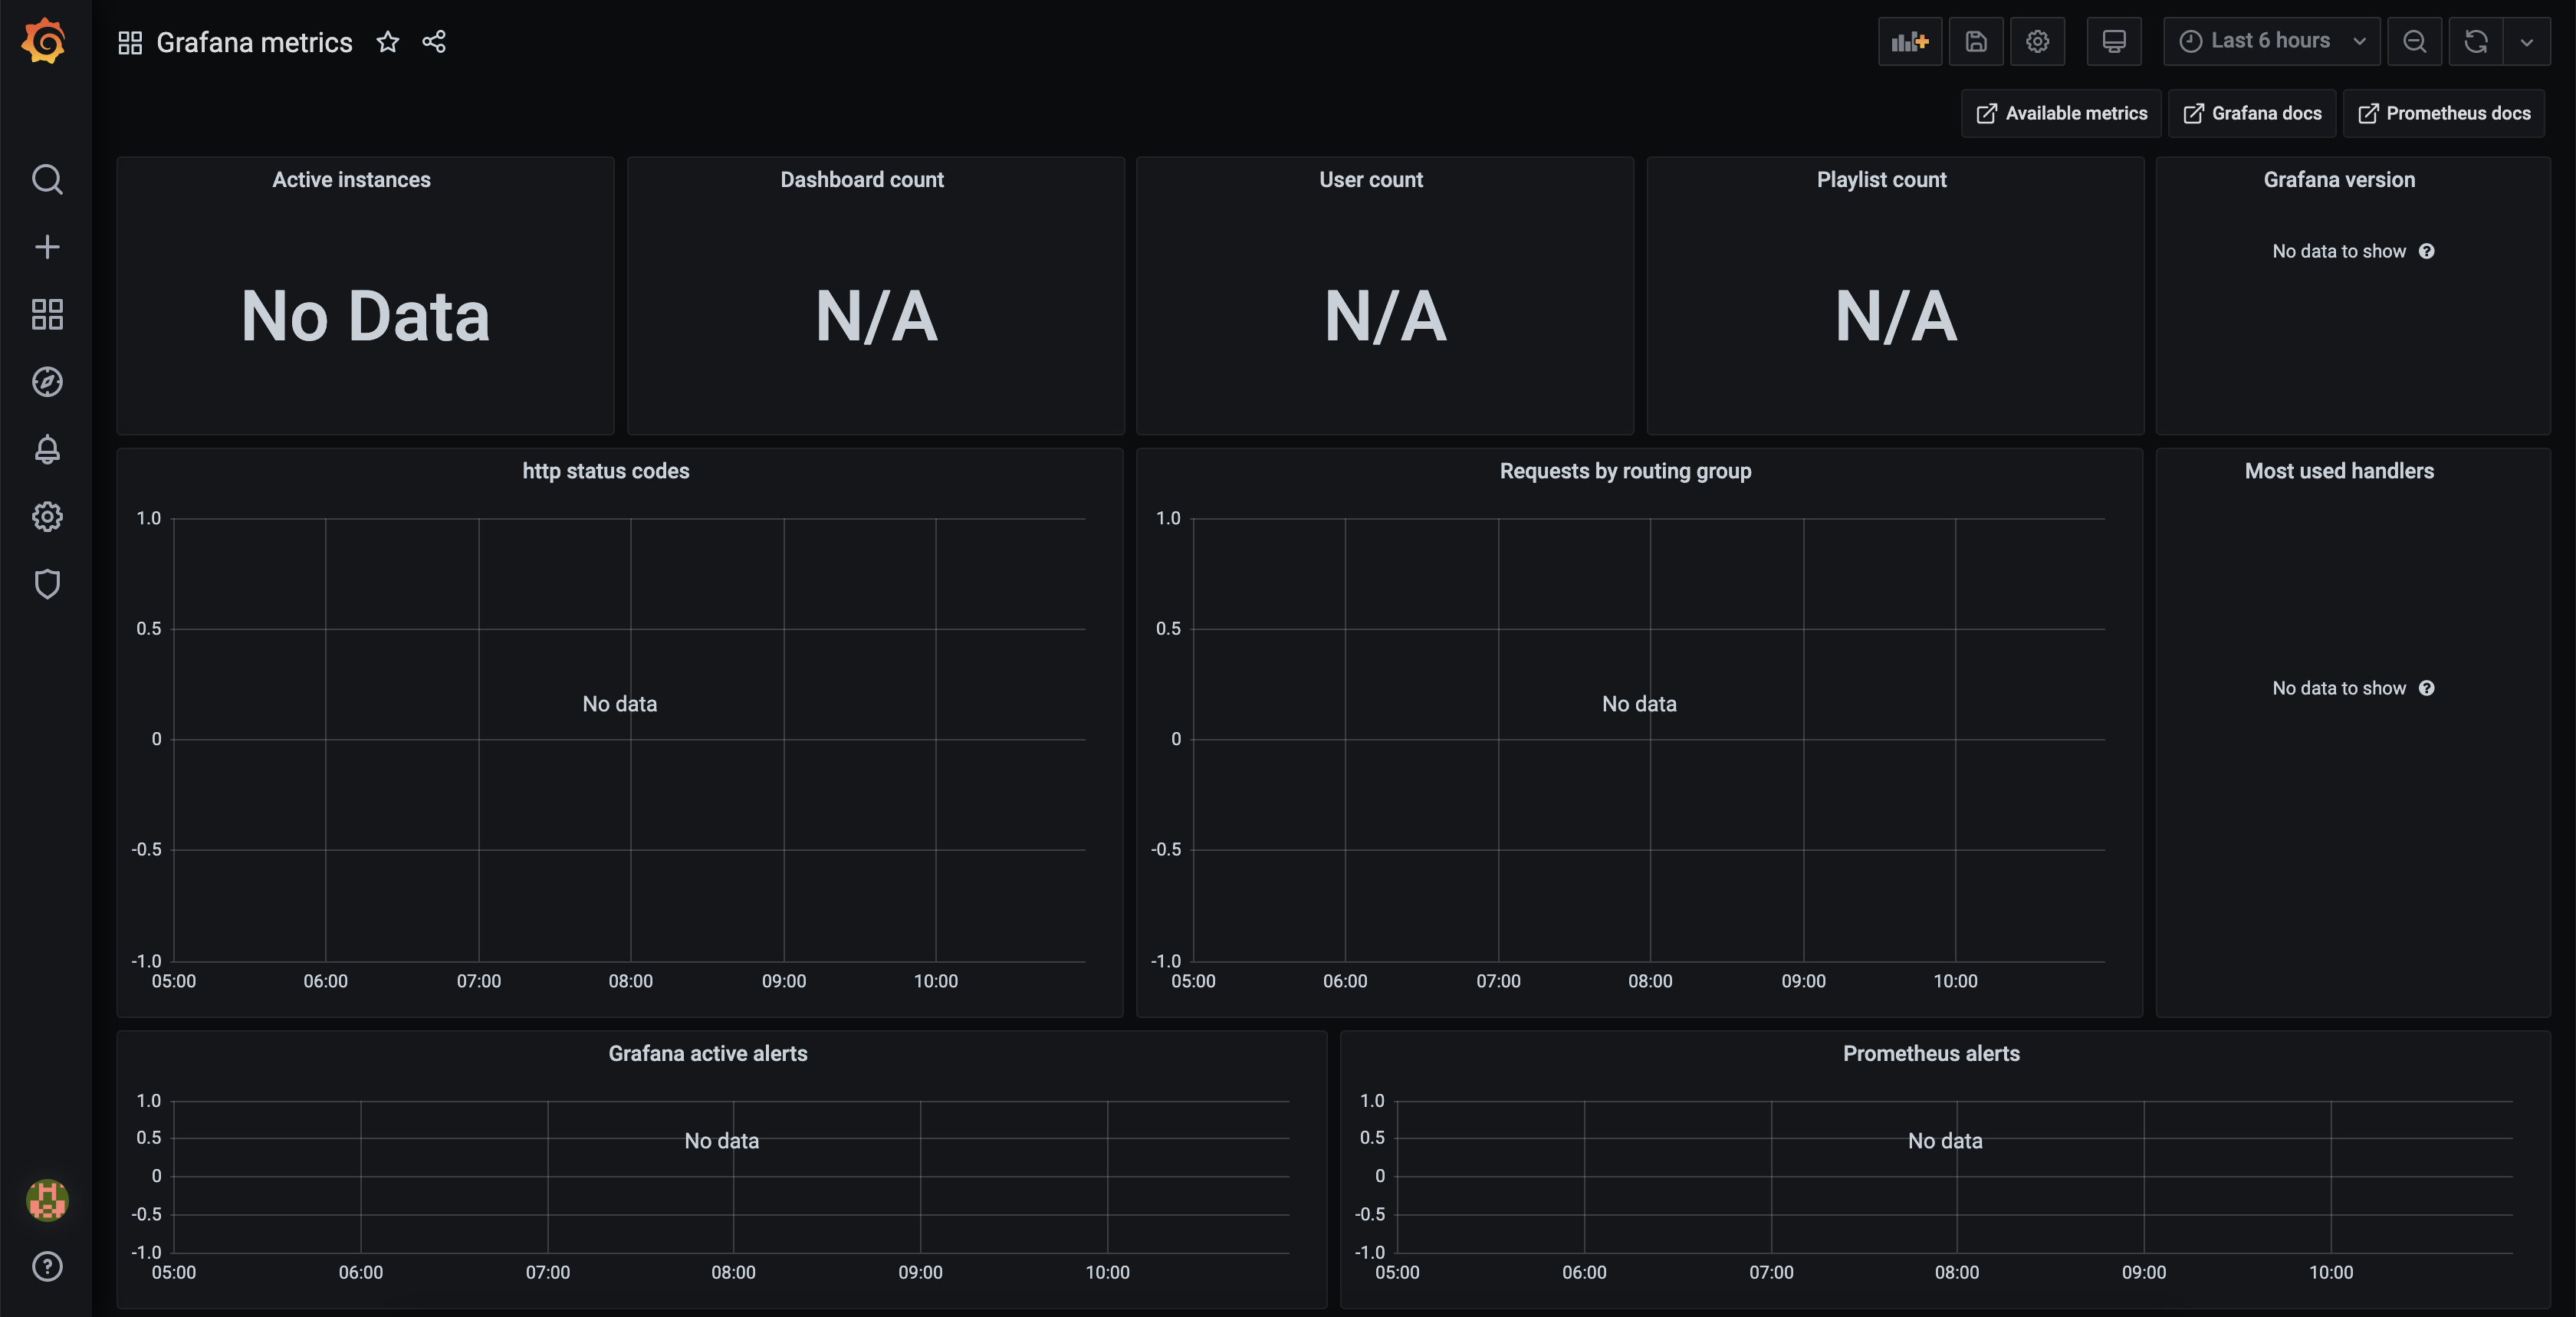 Grafana metrics
Last 6 hours
Available metrics
Grafana docs
Prometheus docs
Active instances
No Data
Dashboard count
N/A
User count
N/A
Playlist count
N/A
Grafana version
No data to show
http status codes
1.0
0.5
0
-0.5
-1.0
No data
05:00 06:00 07:00 08:00 09:00 10:00
Requests by routing group
1.0
0.5
0
-0.5
-1.0
No data
05:00 06:00 07:00 08:00 09:00 10:00
Most used handlers
No data to show
Grafana active alerts
1.0
0.5
0
-0.5
-1.0
No data
05:00 06:00 07:00 08:00 09:00 10:00
Prometheus alerts
1.0
0.5
0
-0.5
-1.0
No data
05:00 06:00 07:00 08:00 09:00 10:00